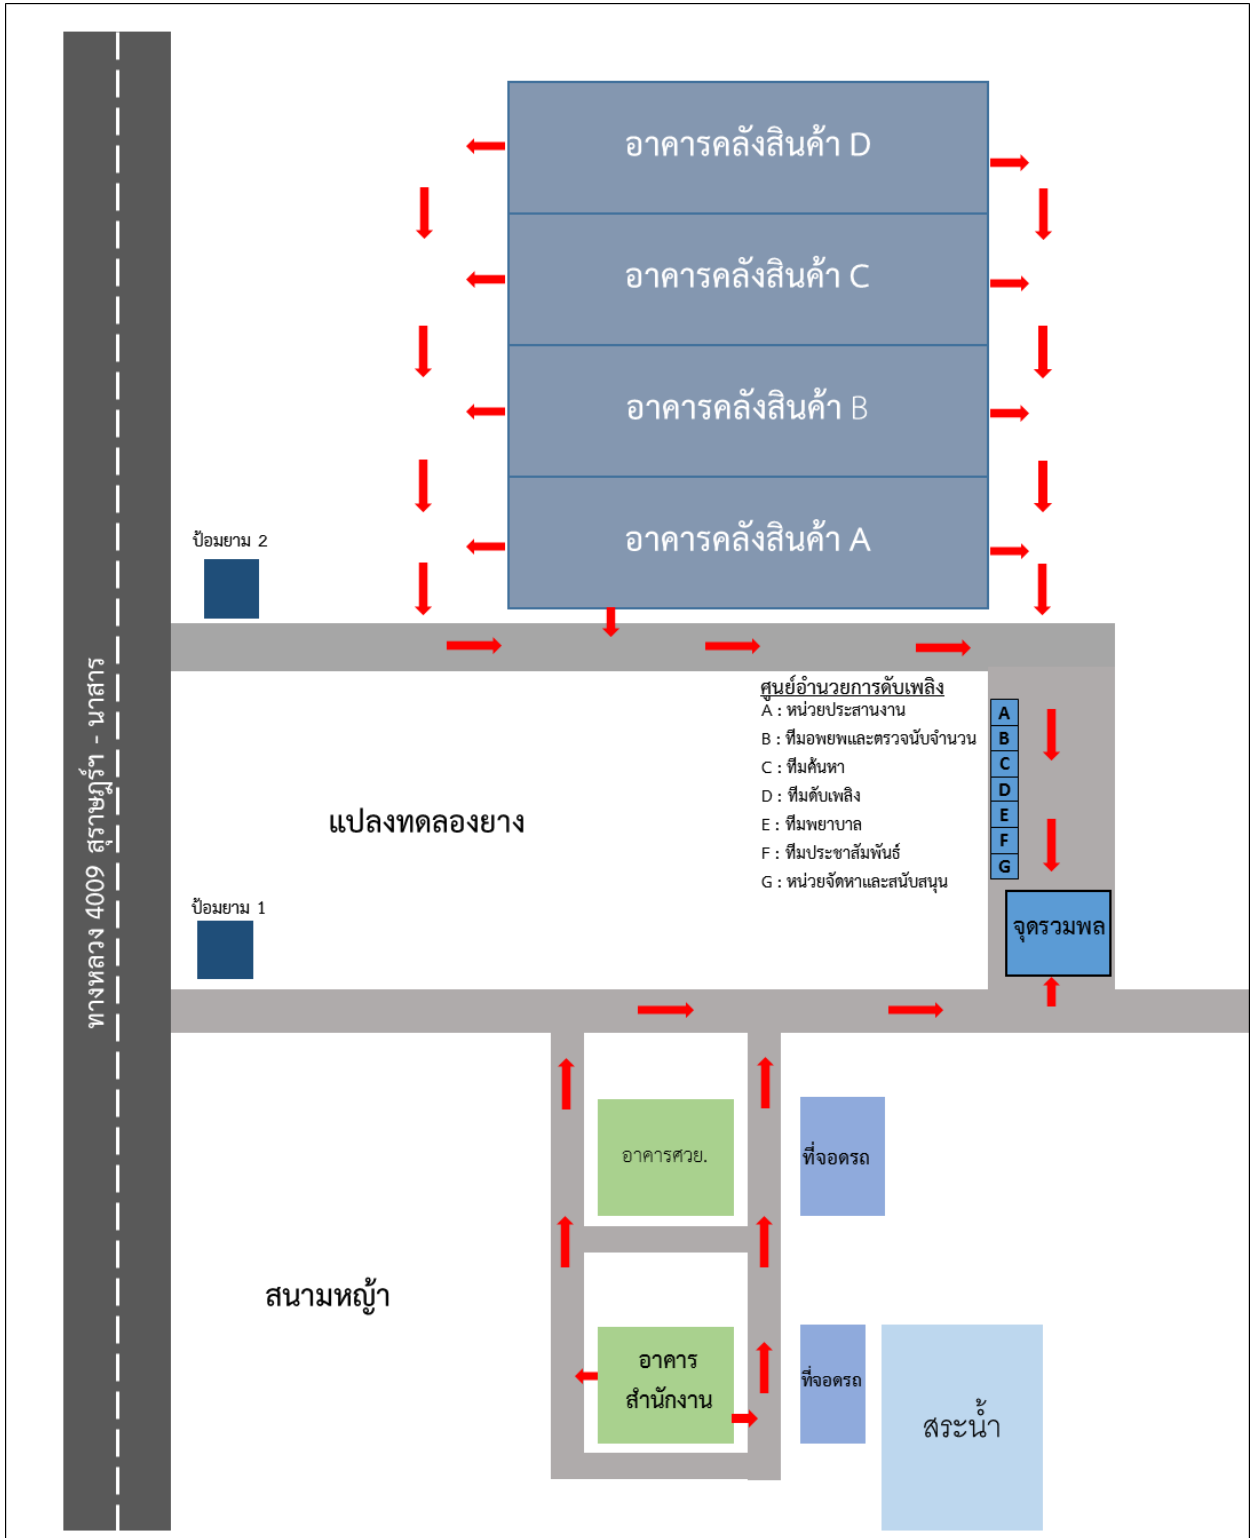 อาคารคลังสินค้า D
อาคารคลังสินค้า C
อาคารคลังสินค้า B
อาคารคลังสินค้า A
ป้อมยาม 2
ทางหลวง 4009 สุราษฎ์ร์ฯ - นาสาร
ศูนย์อำนวยการดับเพลิง
A : หน่วยประสานงาน
B : ทีมอพยพและตรวจนับจำนวน
C : ทีมค้นหา
D : ทีมดับเพลิง
E : ทีมพยาบาล
F : ทีมประชาสัมพันธ์
G : หน่วยจัดหาและสนับสนุน
A
B
C
D
E
F
G
แปลงทดลองยาง
ป้อมยาม 1
จุดรวมพล
อาคารศวย.
ที่จอดรถ
สนามหญ้า
อาคาร
สำนักงาน
ที่จอดรถ
สระน้ำ